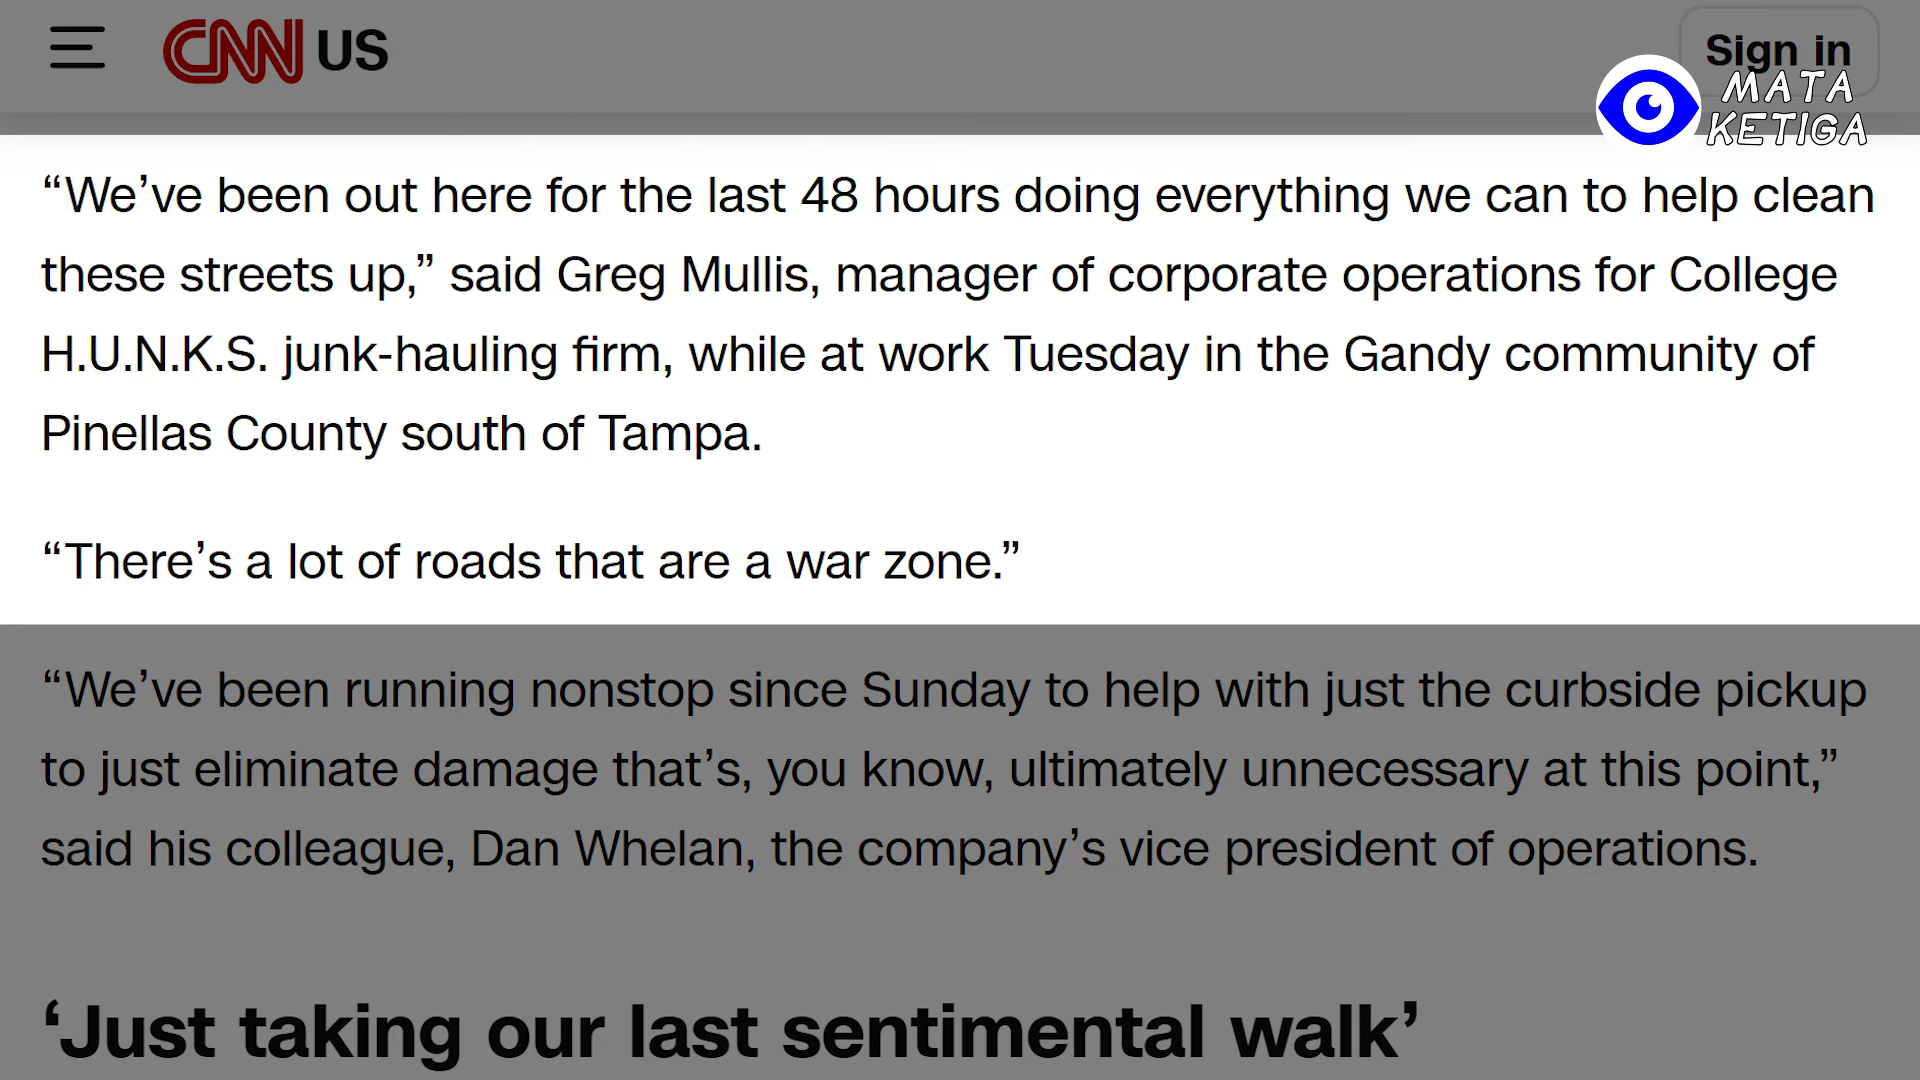 CNN US
Sign in
MATA
KETIGA
“We’ve been out here for the last 48 hours doing everything we can to help clean
these streets up,” said Greg Mullis, manager of corporate operations for College
H.U.N.K.S. junk-hauling firm, while at work Tuesday in the Gandy community of
Pinellas County south of Tampa.
“There’s a lot of roads that are a war zone.”
“We’ve been running nonstop since Sunday to help with just the curbside pickup
to just eliminate damage that’s, you know, ultimately unnecessary at this point,”
said his colleague, Dan Whelan, the company’s vice president of operations.
‘Just taking our last sentimental walk’